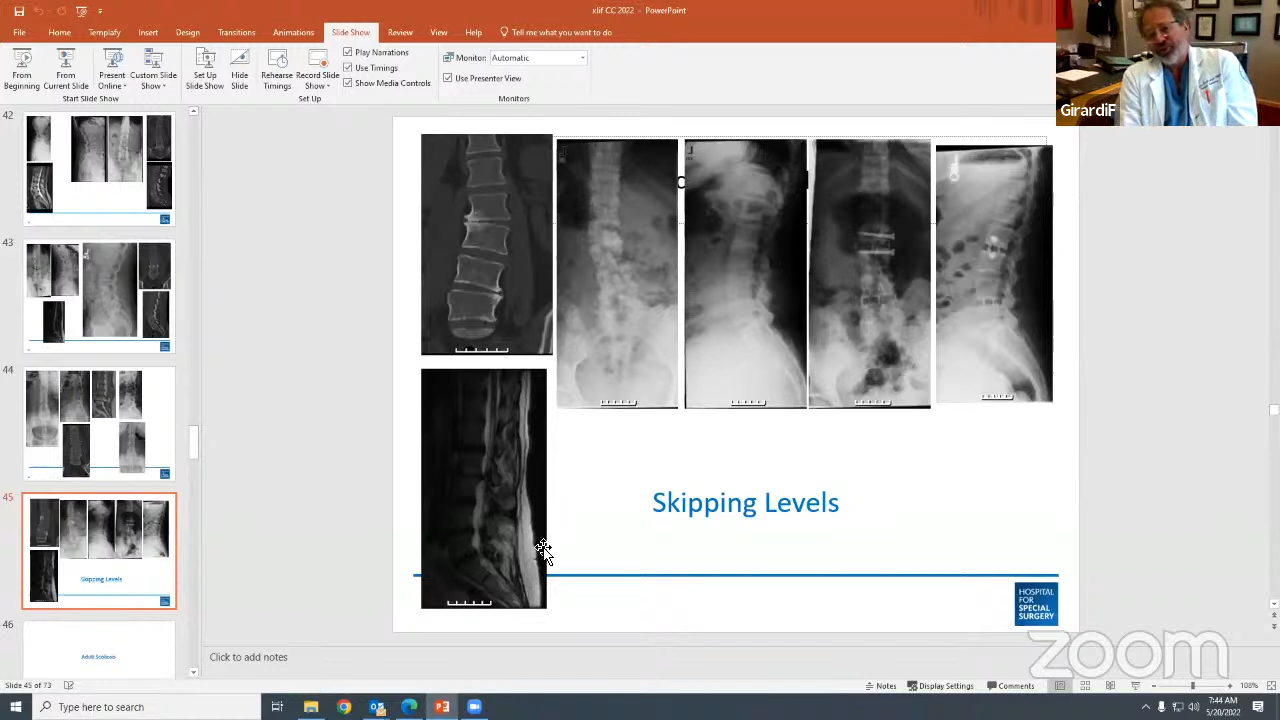 xlif CC 2022 - PowerPoint
File Home Templafy Insert Design Transitions Animations Slide Show Review View Help Tell me what you want to do
From Beginning
From Current Slide
Present Online
Custom Slide Show
Set Up Slide Show
Hide Slide
Rehearse Timings
Record Slide Show
Play Narrations
Use Timings
Show Media Controls
Monitor: Automatic
Use Presenter View
Start Slide Show
Set Up
Monitors
GirardiF
42
43
44
45
Skipping Levels
46
Adult Scoliosis
Skipping Levels
HOSPITAL
FOR
SPECIAL
SURGERY
zoom
Click to add notes
Slide 45 of 73
Notes Display Settings Comments 108%
Type here to search
7:44 AM
5/20/2022